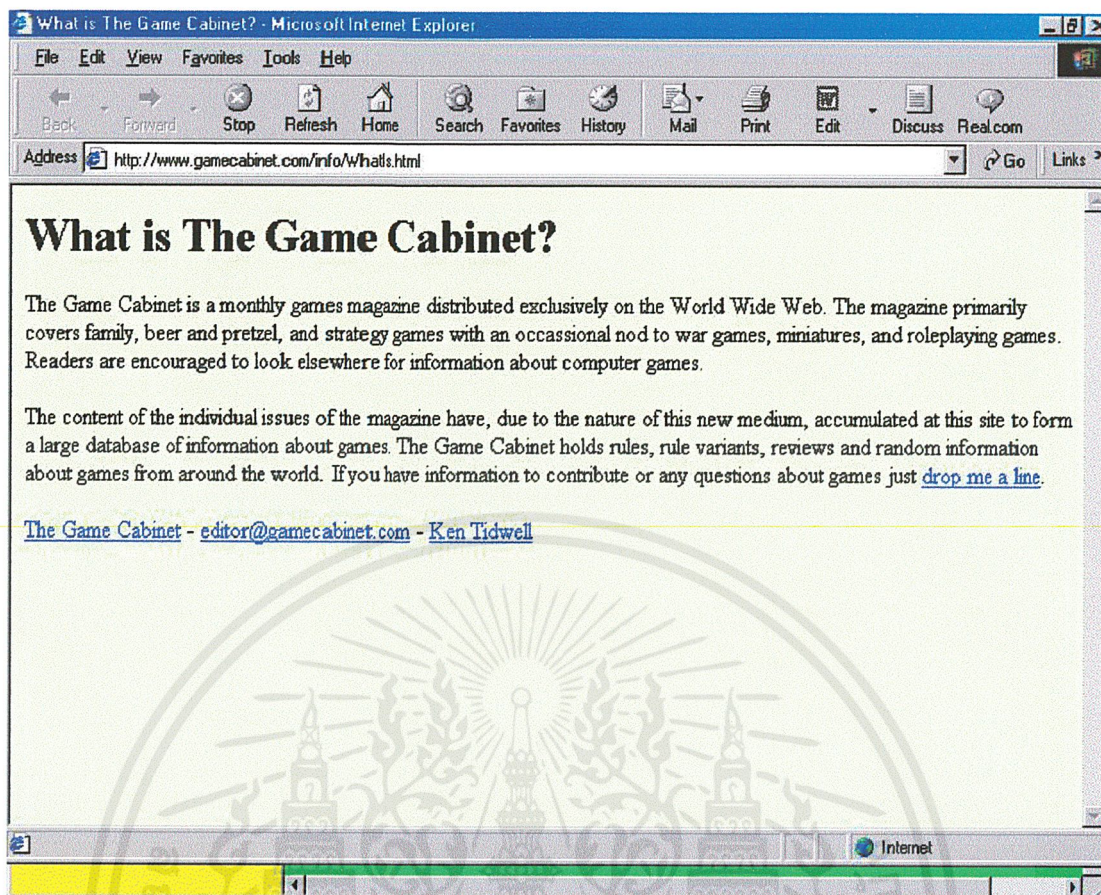 What is The Game Cabinet? - Microsoft Internet Explorer
File Edit View Favorites Tools Help
Back Forward Stop Refresh Home Search Favorites History Mail Print Edit Discuss Real.com
Address http://www.gamecabinet.com/info/WhatIs.html Go Links
What is The Game Cabinet?
The Game Cabinet is a monthly games magazine distributed exclusively on the World Wide Web. The magazine primarily
covers family, beer and pretzel, and strategy games with an occassional nod to war games, miniatures, and roleplaying games.
Readers are encouraged to look elsewhere for information about computer games.
The content of the individual issues of the magazine have, due to the nature of this new medium, accumulated at this site to form
a large database of information about games. The Game Cabinet holds rules, rule variants, reviews and random information
about games from around the world. If you have information to contribute or any questions about games just drop me a line.
The Game Cabinet - editor@gamecabinet.com - Ken Tidwell
Internet